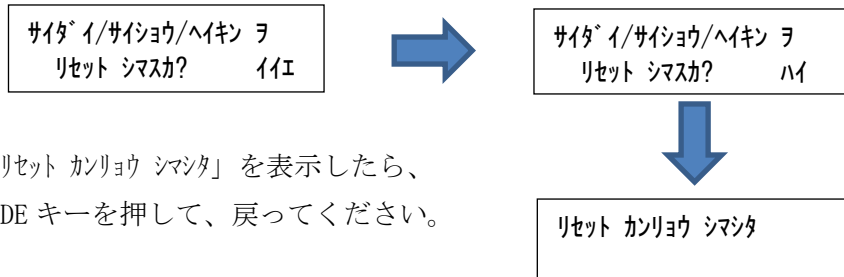 ｻｲﾀﾞｲ/ｻｲｼｮｳ/ﾍｲｷﾝ ｦ
ﾘｾｯﾄ ｼﾏｽｶ? ｲｲｴ
ｻｲﾀﾞｲ/ｻｲｼｮｳ/ﾍｲｷﾝ ｦ
ﾘｾｯﾄ ｼﾏｽｶ? ﾊｲ
ﾘｾｯﾄ ｶﾝﾘｮｳ ｼﾏｼﾀ」を表示したら、
DE キーを押して、戻ってください。
ﾘｾｯﾄ ｶﾝﾘｮｳ ｼﾏｼﾀ